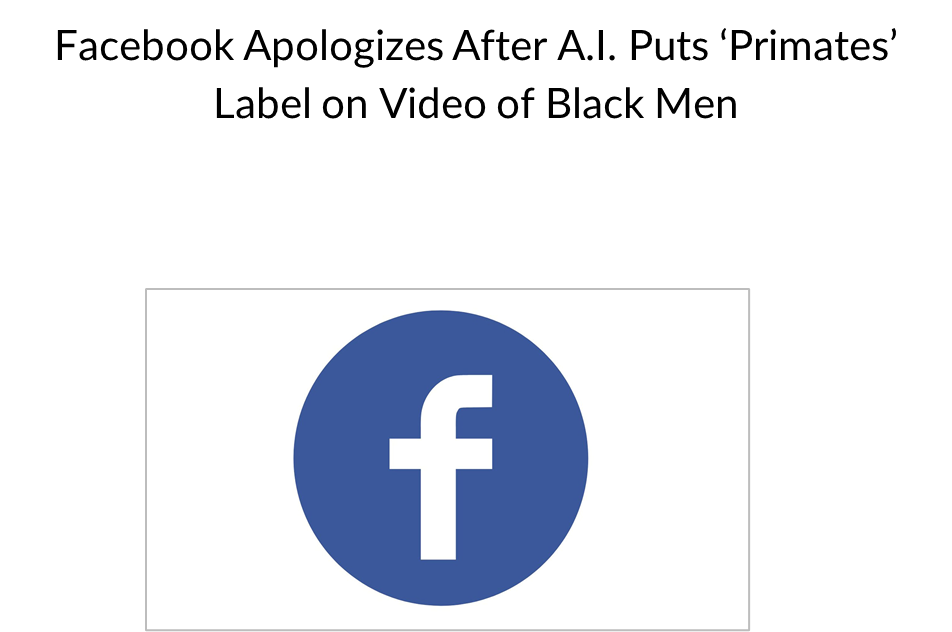 Facebook Apologizes After A.I. Puts ‘Primates’
Label on Video of Black Men
f